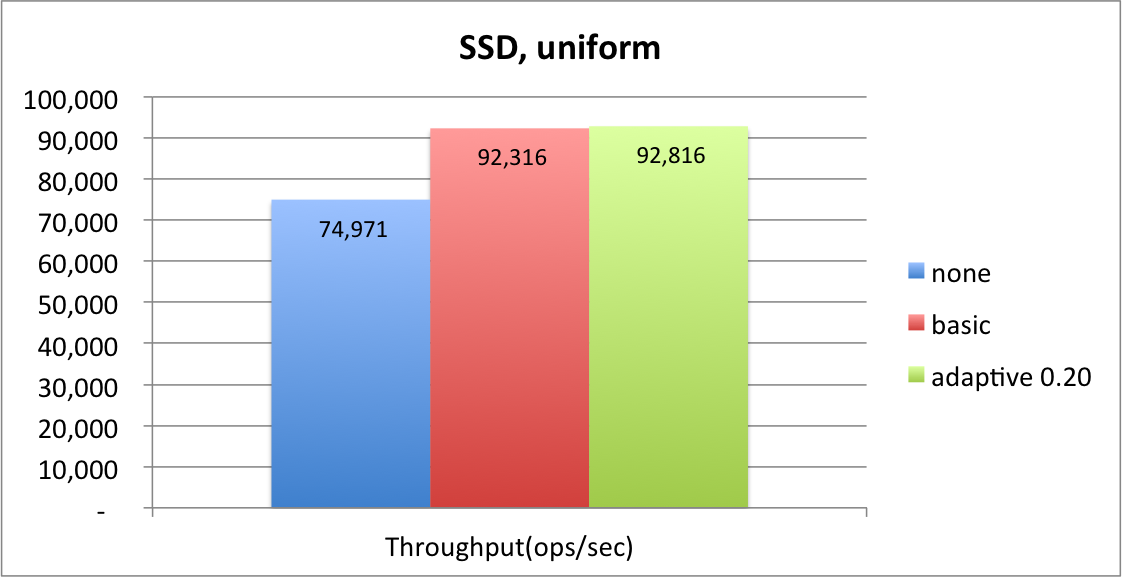 SSD, uniform
100,000
90,000
80,000
70,000
60,000
50,000
40,000
30,000
20,000
10,000
-
74,971
92,316
92,816
Throughput(ops/sec)
none
basic
adaptive 0.20